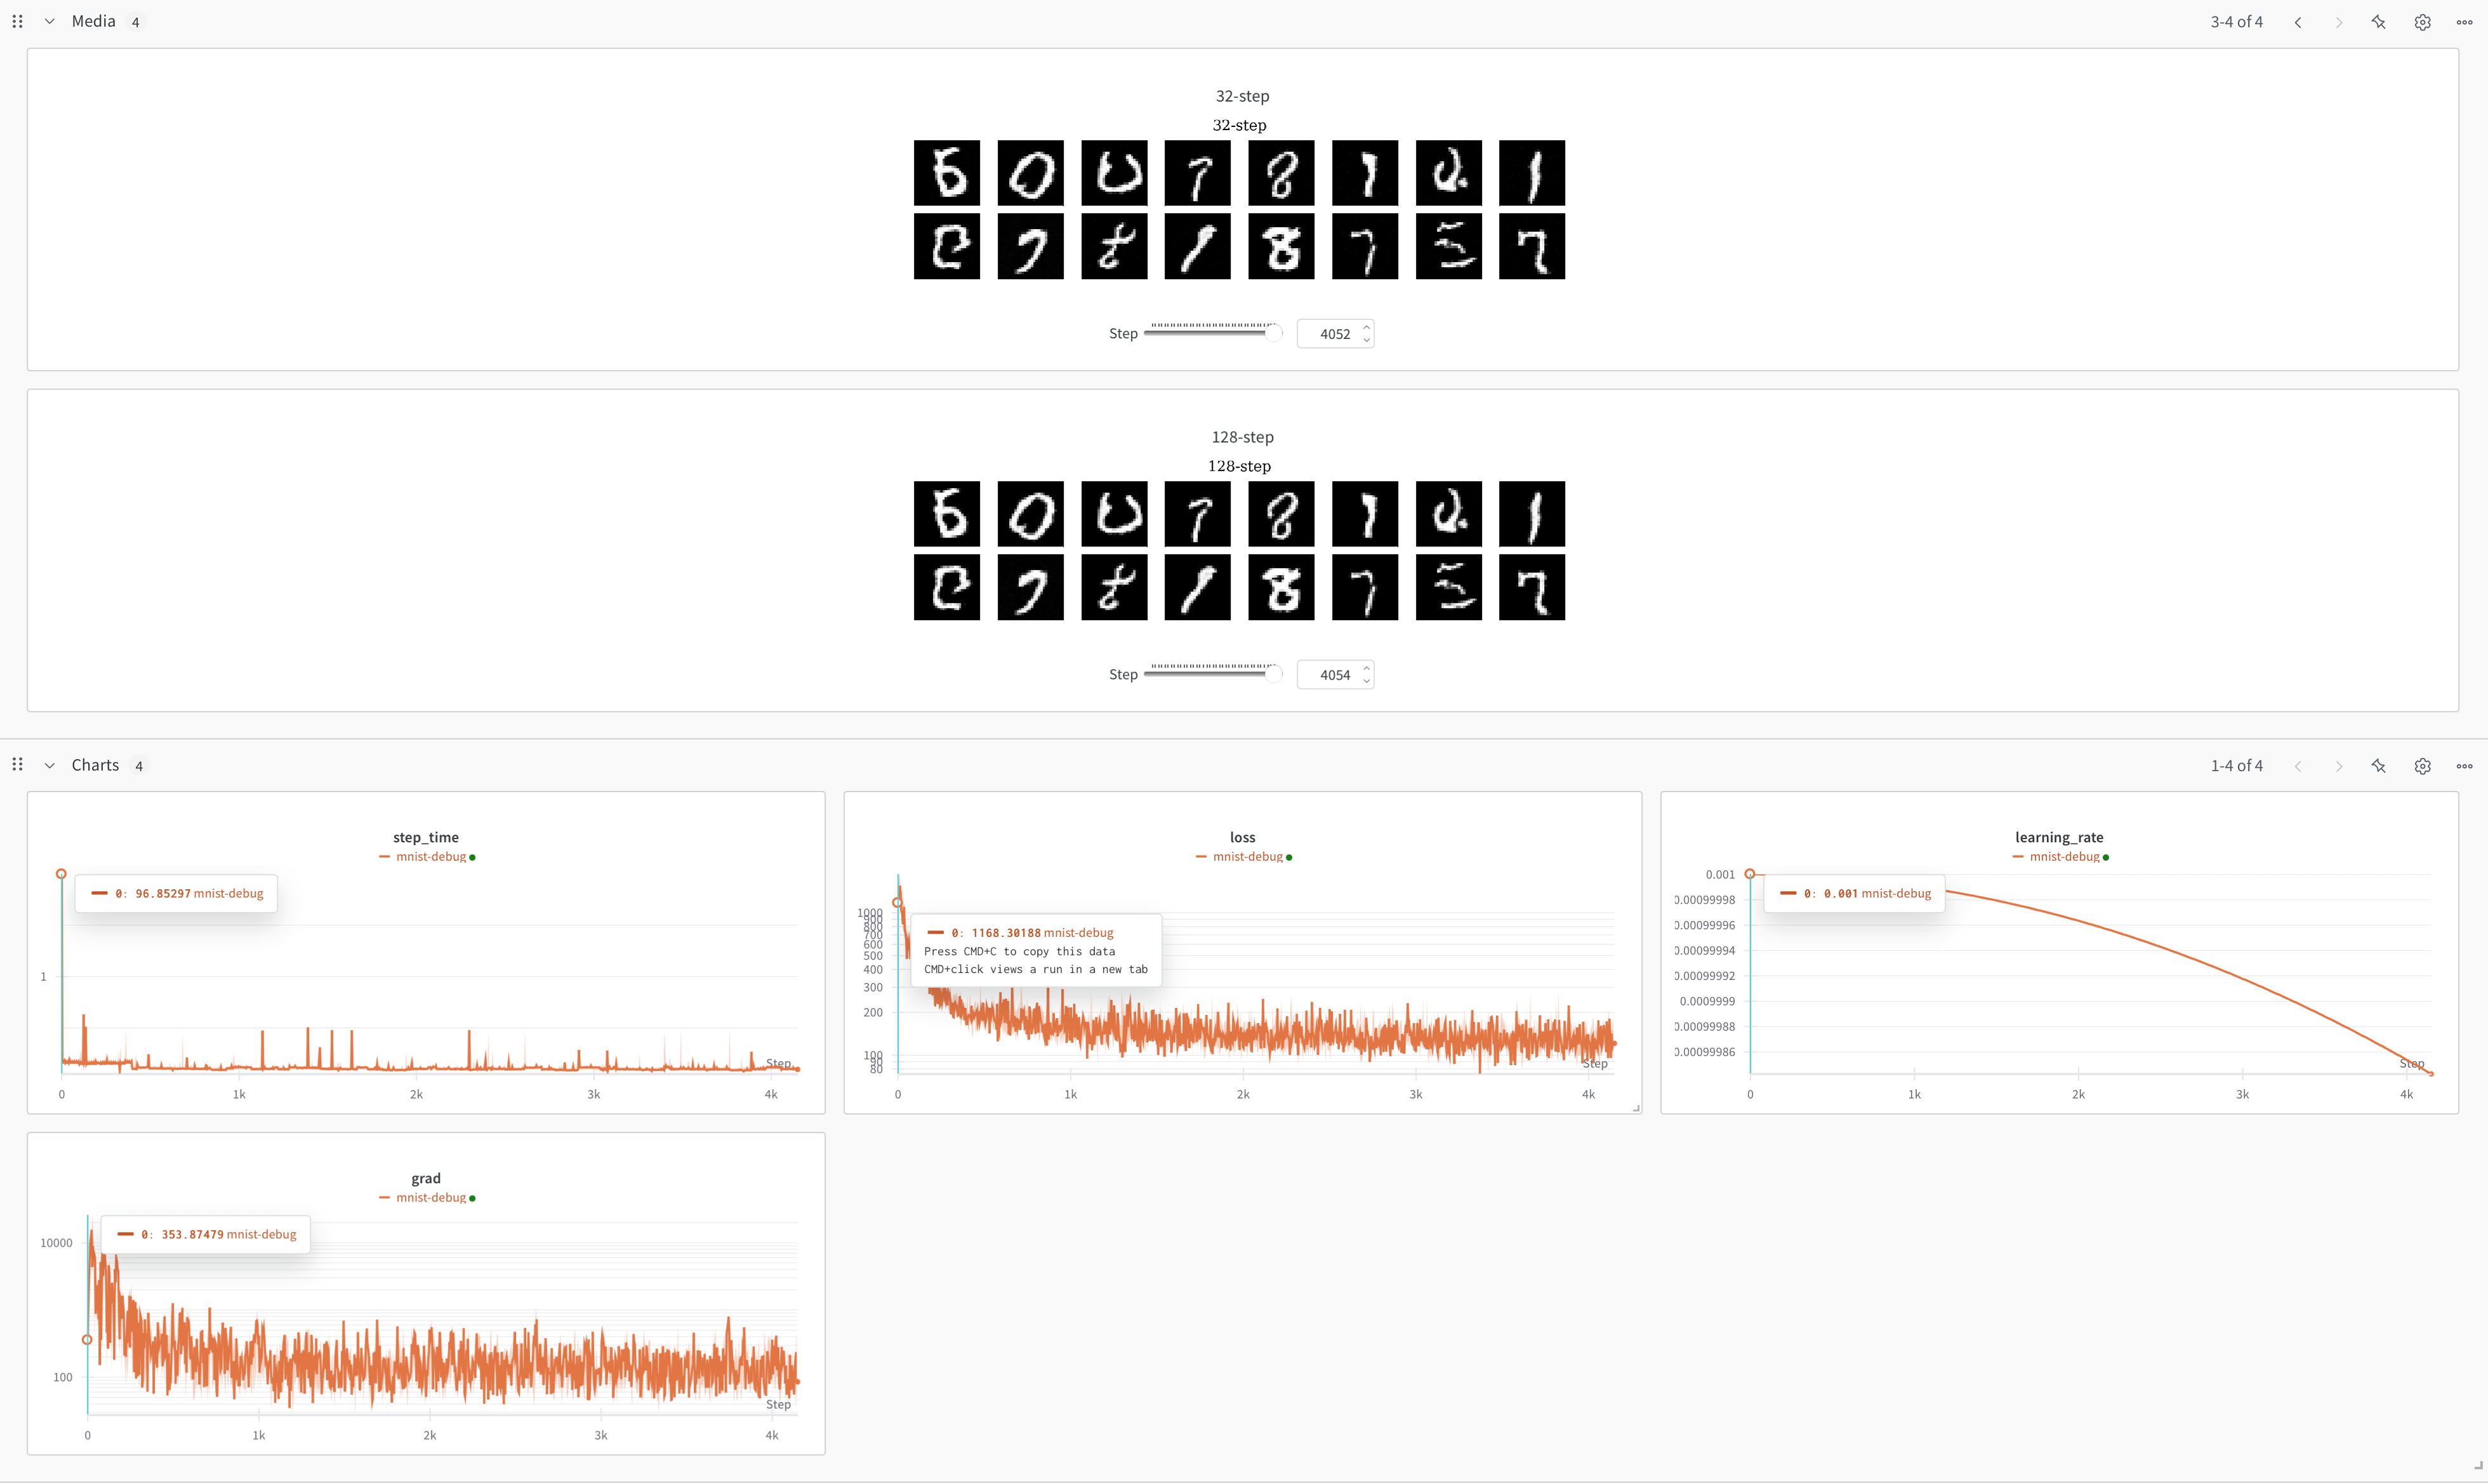 Media 4
3-4 of 4
32-step
32-step
Step 4052
128-step
128-step
Step 4054
Charts 4
1-4 of 4
step_time
mnist-debug
0: 96.85297 mnist-debug
1
Step
0 1k 2k 3k 4k
loss
mnist-debug
1000
900
800
700
600
500
400
300
200
100
90
80
0: 1168.30188 mnist-debug
Press CMD+C to copy this data
CMD+click views a run in a new tab
Step
0 1k 2k 3k 4k
learning_rate
mnist-debug
0.001
0: 0.001 mnist-debug
0.00099998
0.00099996
0.00099994
0.00099992
0.0009999
0.00099988
0.00099986
Step
0 1k 2k 3k 4k
grad
mnist-debug
0: 353.87479 mnist-debug
10000
100
Step
0 1k 2k 3k 4k